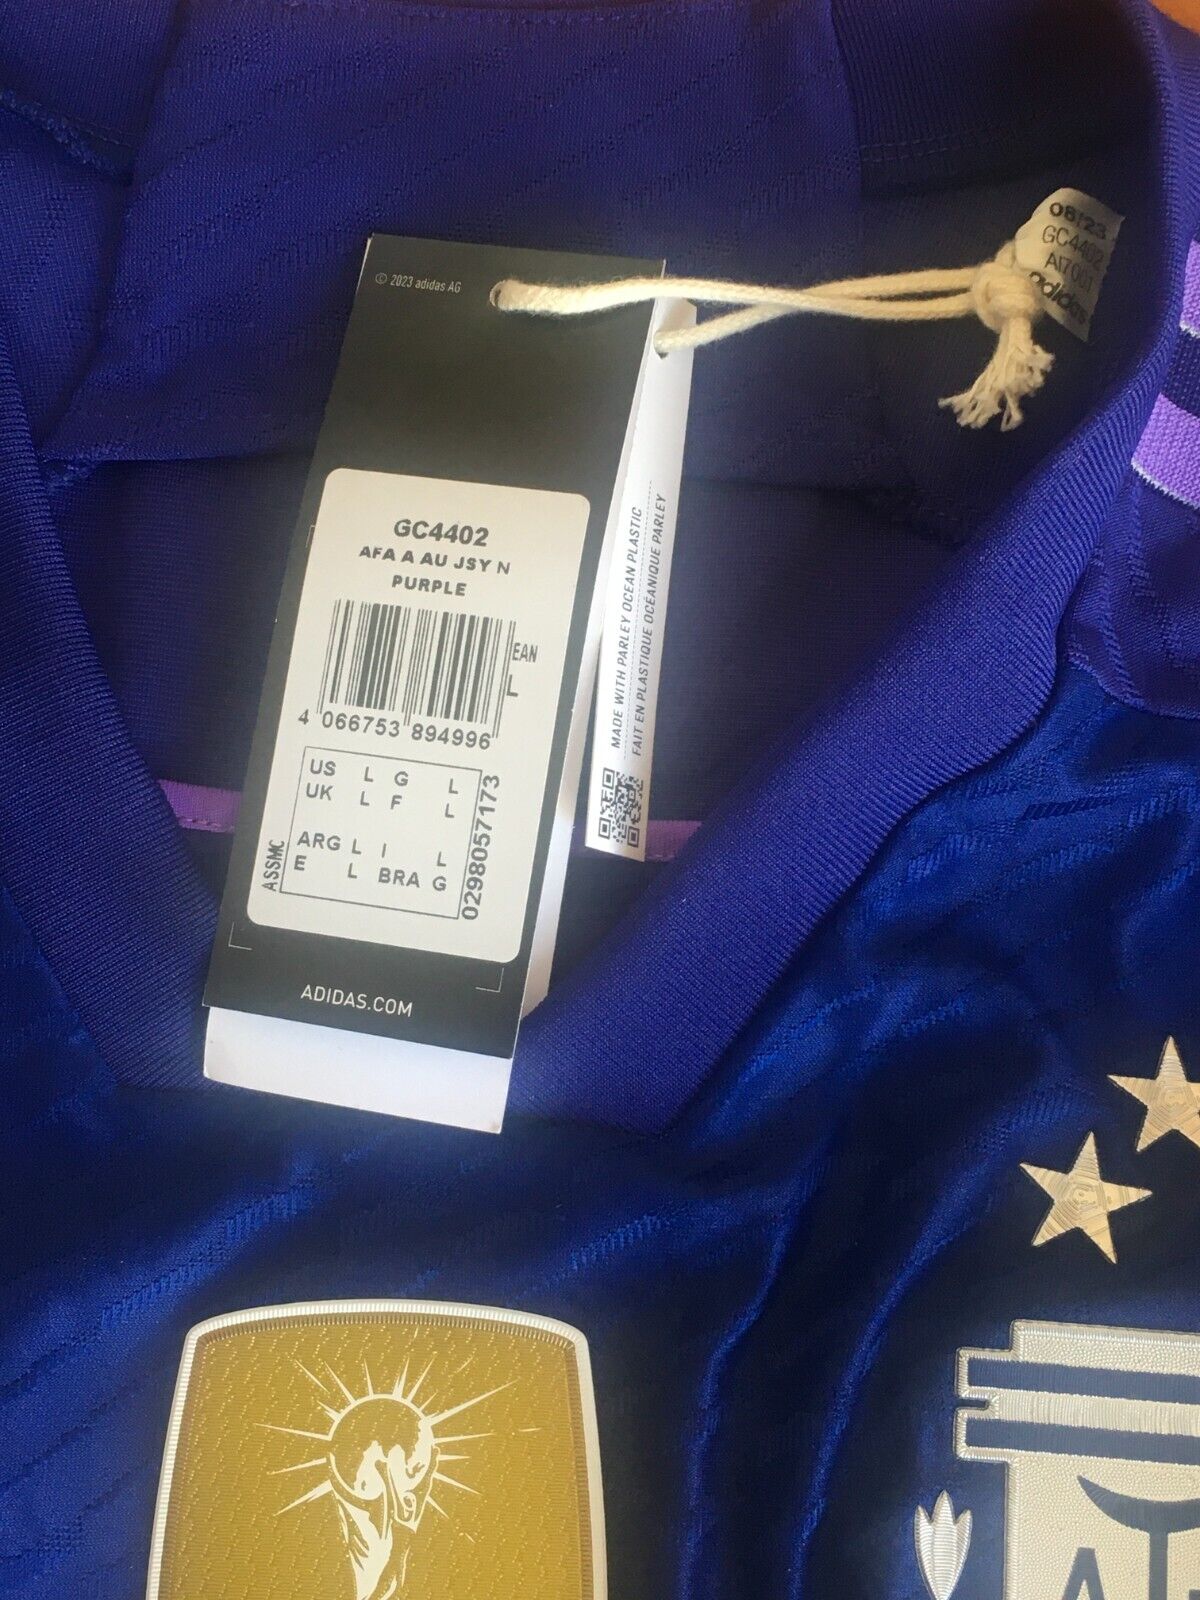 © 2023 adidas AG
08/23
GC4402
adidas
GC4402
AFA A AU JSY N
PURPLE
EAN
L
4 066753 894996
US L G L
UK L F L
ARG L I L
E L BRA G
ASSMC
0298057173
ADIDAS.COM
MADE WITH PARLEY OCEAN PLASTIC
FAIT EN PLASTIQUE OCÉANIQUE PARLEY